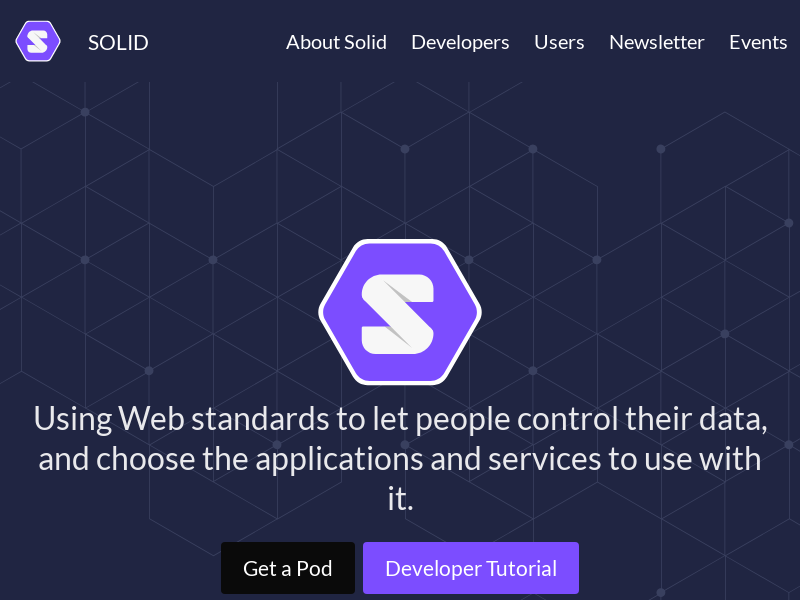 SOLID
About Solid Developers Users Newsletter Events
Using Web standards to let people control their data,
and choose the applications and services to use with
it.
Get a Pod
Developer Tutorial